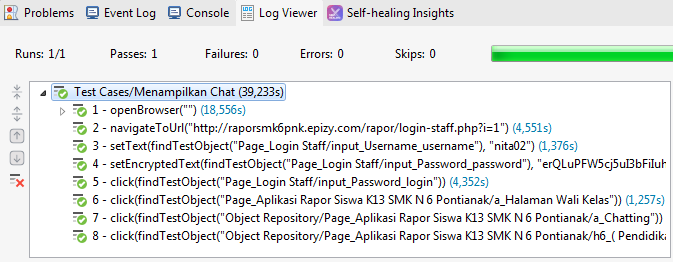 Problems Event Log Console Log Viewer Self-healing Insights
Runs: 1/1 Passes: 1 Failures: 0 Errors: 0 Skips: 0
Test Cases/Menampilkan Chat (39,233s)
1 - openBrowser("") (18,556s)
2 - navigateToUrl("http://raporsmk6pnk.epizy.com/rapor/login-staff.php?i=1") (4,551s)
3 - setText(findTestObject("Page_Login Staff/input_Username_username"), "nita02") (1,376s)
4 - setEncryptedText(findTestObject("Page_Login Staff/input_Password_password"), "erQLuPFW5cj5uI3bFiIuh
5 - click(findTestObject("Page_Login Staff/input_Password_login")) (4,352s)
6 - click(findTestObject("Page_Aplikasi Rapor Siswa K13 SMK N 6 Pontianak/a_Halaman Wali Kelas")) (1,257s)
7 - click(findTestObject("Object Repository/Page_Aplikasi Rapor Siswa K13 SMK N 6 Pontianak/a_Chatting"))
8 - click(findTestObject("Object Repository/Page_Aplikasi Rapor Siswa K13 SMK N 6 Pontianak/h6_( Pendidika